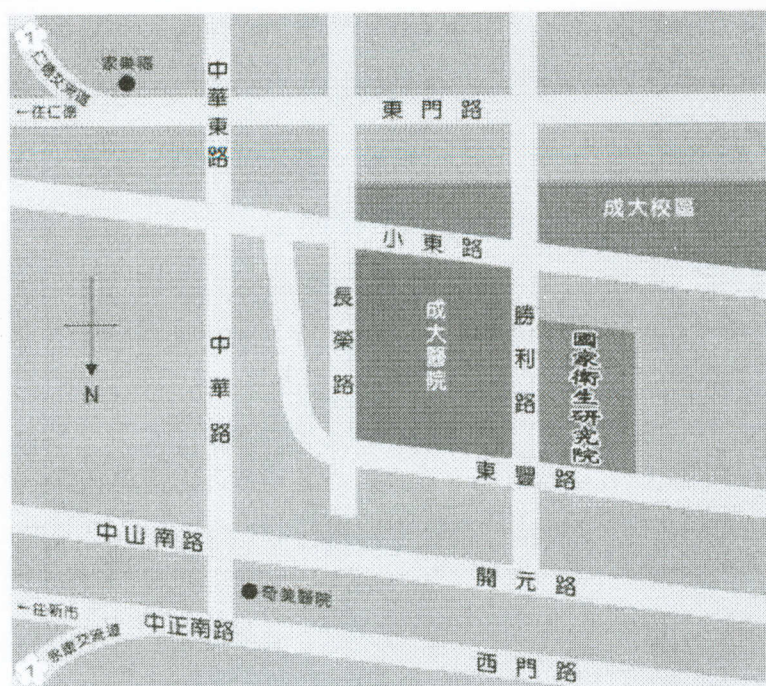 1
仁德交流道
家樂福
←往仁德
中華東路
東門路
成大校區
小東路
長榮路
成大醫院
勝利路
國家衛生研究院
中華路
N
東豐路
中山南路
開元路
奇美醫院
←往新市
中正南路
永康交流道
1
西門路